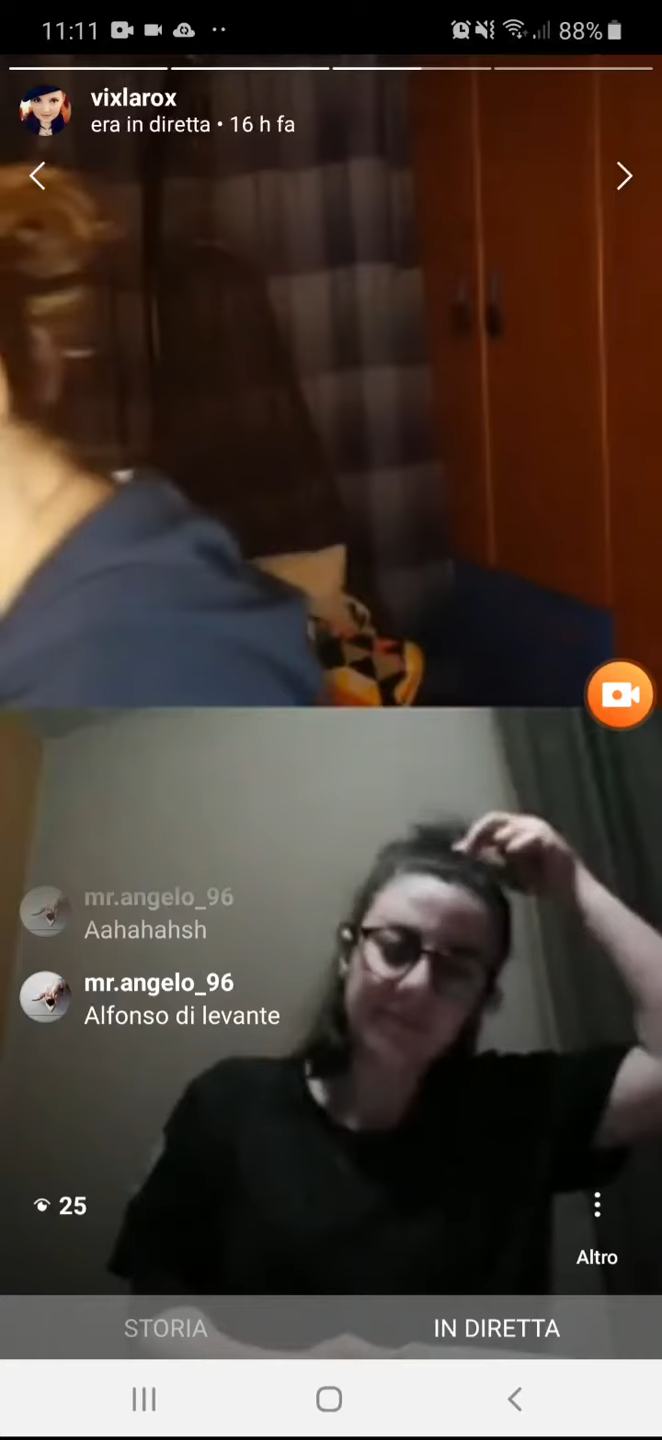 11:11
88%
vixlarox
era in diretta • 16 h fa
mr.angelo_96
Aahahahsh
mr.angelo_96
Alfonso di levante
25
Altro
STORIA
IN DIRETTA